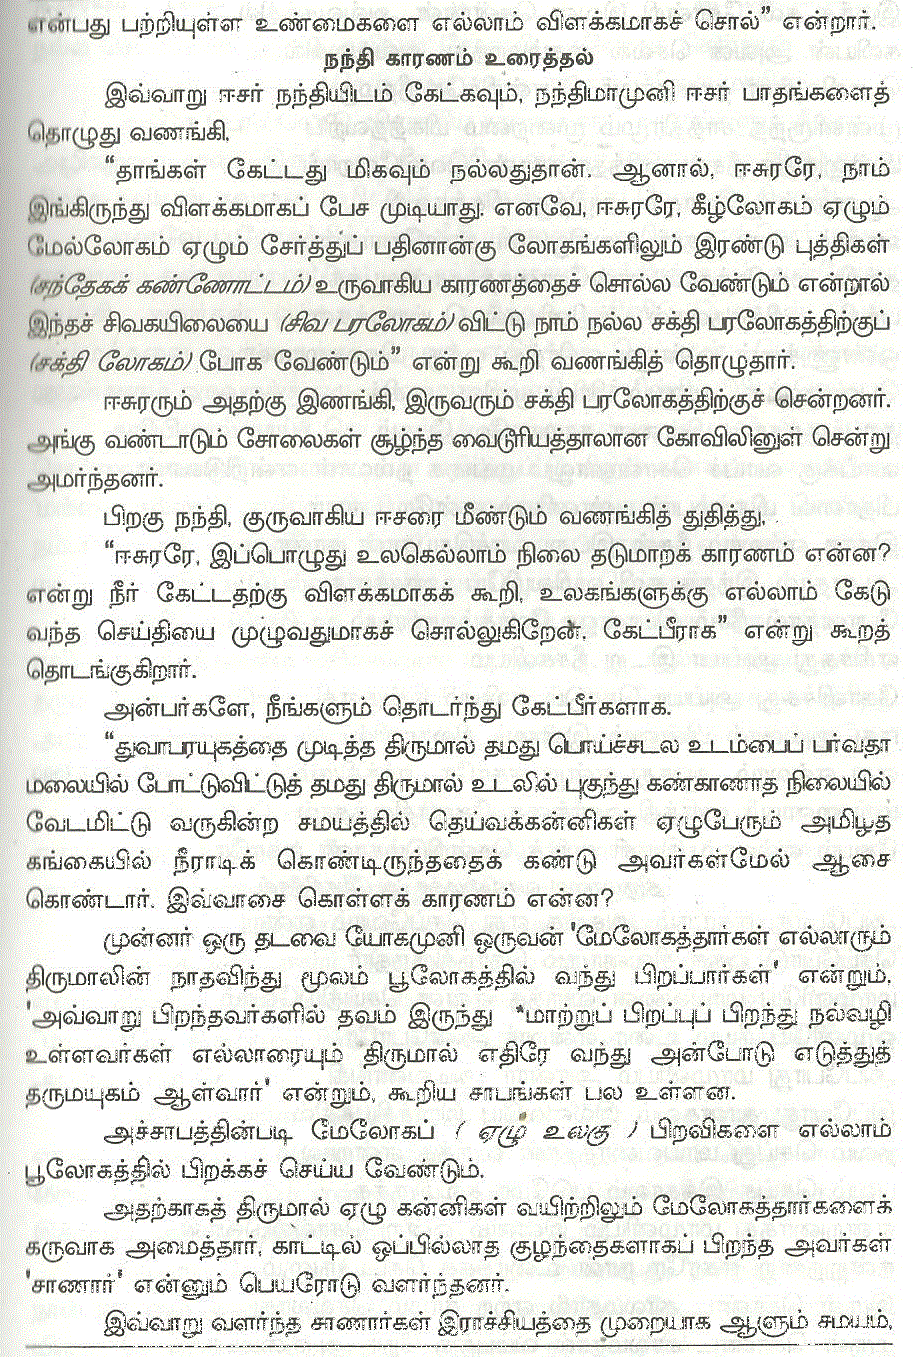 என்பது பற்றியுள்ள உண்மைகளை எல்லாம் விளக்கமாகச் சொல்” என்றார்.
நந்தி காரணம் உரைத்தல்
இவ்வாறு ஈசர் நந்தியிடம் கேட்கவும், நந்திமாமுனி ஈசர் பாதங்களைத்
தொழுது வணங்கி,
“தாங்கள் கேட்டது மிகவும் நல்லதுதான். ஆனால், ஈசுரரே, நாம்
இங்கிருந்து விளக்கமாகப் பேச முடியாது. எனவே, ஈசுரரே, கீழ்லோகம் ஏழும்
மேல்லோகம் ஏழும் சேர்த்துப் பதினான்கு லோகங்களிலும் இரண்டு புத்திகள்
(சந்தேகக் கண்ணோட்டம்) உருவாகிய காரணத்தைச் சொல்ல வேண்டும் என்றால்
இந்தச் சிவகயிலையை (சிவ பரலோகம்) விட்டு நாம் நல்ல சக்தி பரலோகத்திற்குப்
(சக்தி லோகம்) போக வேண்டும்” என்று கூறி வணங்கித் தொழுதார்.
ஈசுரரும் அதற்கு இணங்கி, இருவரும் சக்தி பரலோகத்திற்குச் சென்றனர்.
அங்கு வண்டாடும் சோலைகள் சூழ்ந்த வைடூரியத்தாலான கோவிலினுள் சென்று
அமர்ந்தனர்.
பிறகு நந்தி, குருவாகிய ஈசரை மீண்டும் வணங்கித் துதித்து,
“ஈசுரரே, இப்பொழுது உலகெல்லாம் நிலை தடுமாறக் காரணம் என்ன?
என்று நீர் கேட்டதற்கு விளக்கமாகக் கூறி, உலகங்களுக்கு எல்லாம் கேடு
வந்த செய்தியை முழுவதுமாகச் சொல்லுகிறேன், கேட்பீராக” என்று கூறத்
தொடங்குகிறார்.
அன்பர்களே, நீங்களும் தொடர்ந்து கேட்பீர்களாக.
“துவாபரயுகத்தை முடித்த திருமால் தமது பொய்ச்சடல உடம்பைப் பர்வதா
மலையில் போட்டுவிட்டுத் தமது திருமால் உடலில் புகுந்து கண்காணாத நிலையில்
வேடமிட்டு வருகின்ற சமயத்தில் தெய்வக்கன்னிகள் ஏழுபேரும் அமிழ்த
கங்கையில் நீராடிக் கொண்டிருந்ததைக் கண்டு அவர்கள்மேல் ஆசை
கொண்டார். இவ்வாசை கொள்ளக் காரணம் என்ன?
முன்னர் ஒரு தடவை யோகமுனி ஒருவன் 'மேலோகத்தார்கள் எல்லாரும்
திருமாலின் நாதவிந்து மூலம் பூலோகத்தில் வந்து பிறப்பார்கள்' என்றும்,
'அவ்வாறு பிறந்தவர்களில் தவம் இருந்து *மாற்றுப் பிறப்புப் பிறந்து நல்வழி
உள்ளவர்கள் எல்லாரையும் திருமால் எதிரே வந்து அன்போடு எடுத்துத்
தருமயுகம் ஆள்வார்' என்றும், கூறிய சாபங்கள் பல உள்ளன.
அச்சாபத்தின்படி மேலோகப் ( ஏழு உலகு ) பிறவிகளை எல்லாம்
பூலோகத்தில் பிறக்கச் செய்ய வேண்டும்.
அதற்காகத் திருமால் ஏழு கன்னிகள் வயிற்றிலும் மேலோகத்தார்களைக்
கருவாக அமைத்தார், காட்டில் ஒப்பில்லாத குழந்தைகளாகப் பிறந்த அவர்கள்
'சாணார்' என்னும் பெயரோடு வளர்ந்தனர்.
இவ்வாறு வளர்ந்த சாணார்கள் இராச்சியத்தை முறையாக ஆளும் சமயம்,